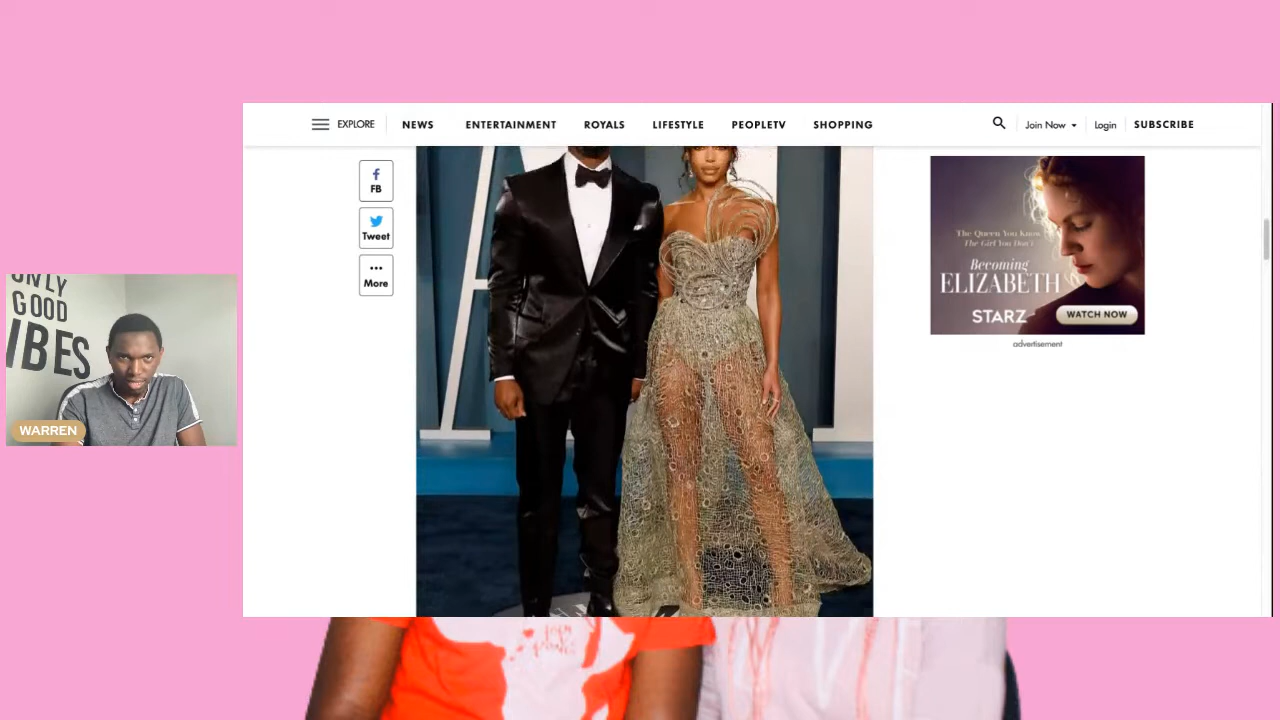 EXPLORE
NEWS
ENTERTAINMENT
ROYALS
LIFESTYLE
PEOPLETV
SHOPPING
Join Now
Login
SUBSCRIBE
FB
Tweet
More
The Queen You Know
The Girl You Don't
Becoming
ELIZABETH
STARZ
WATCH NOW
advertisement
ONLY
GOOD
IBES
WARREN